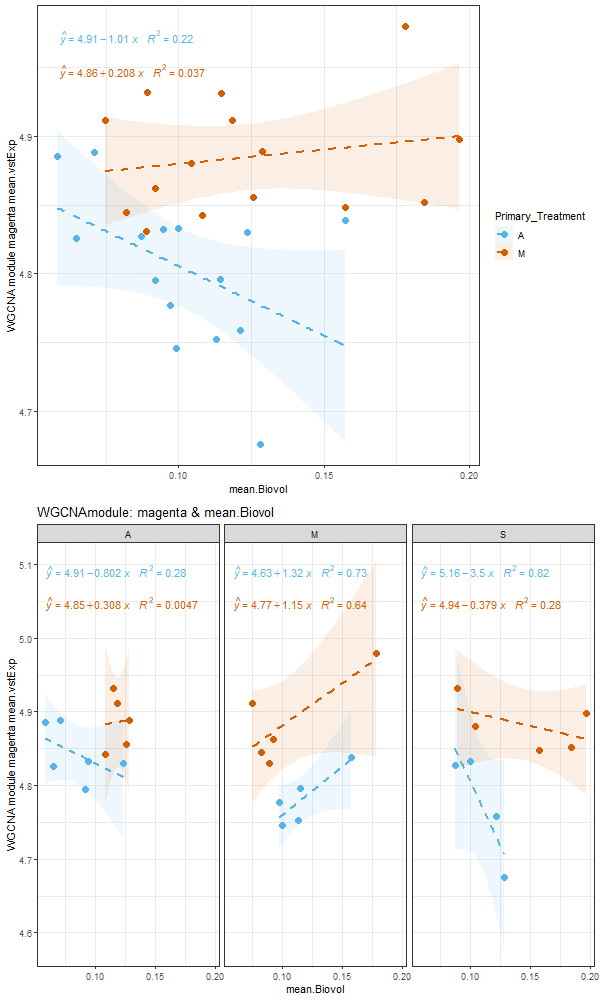 ŷ = 4.91 − 1.01 x   R² = 0.22
ŷ = 4.86 + 0.208 x   R² = 0.037
WGCNA module magenta mean.vstExp
4.9
4.8
4.7
0.10
0.15
0.20
mean.Biovol
Primary_Treatment
A
M
WGCNAmodule: magenta & mean.Biovol
A
M
S
ŷ = 4.91 − 0.802 x   R² = 0.28
ŷ = 4.85 + 0.308 x   R² = 0.0047
ŷ = 4.63 + 1.32 x   R² = 0.73
ŷ = 4.77 + 1.15 x   R² = 0.64
ŷ = 5.16 − 3.5 x   R² = 0.82
ŷ = 4.94 − 0.379 x   R² = 0.28
WGCNA module magenta mean.vstExp
5.1
5.0
4.9
4.8
4.7
4.6
0.10
0.15
0.20
0.10
0.15
0.20
0.10
0.15
0.20
mean.Biovol